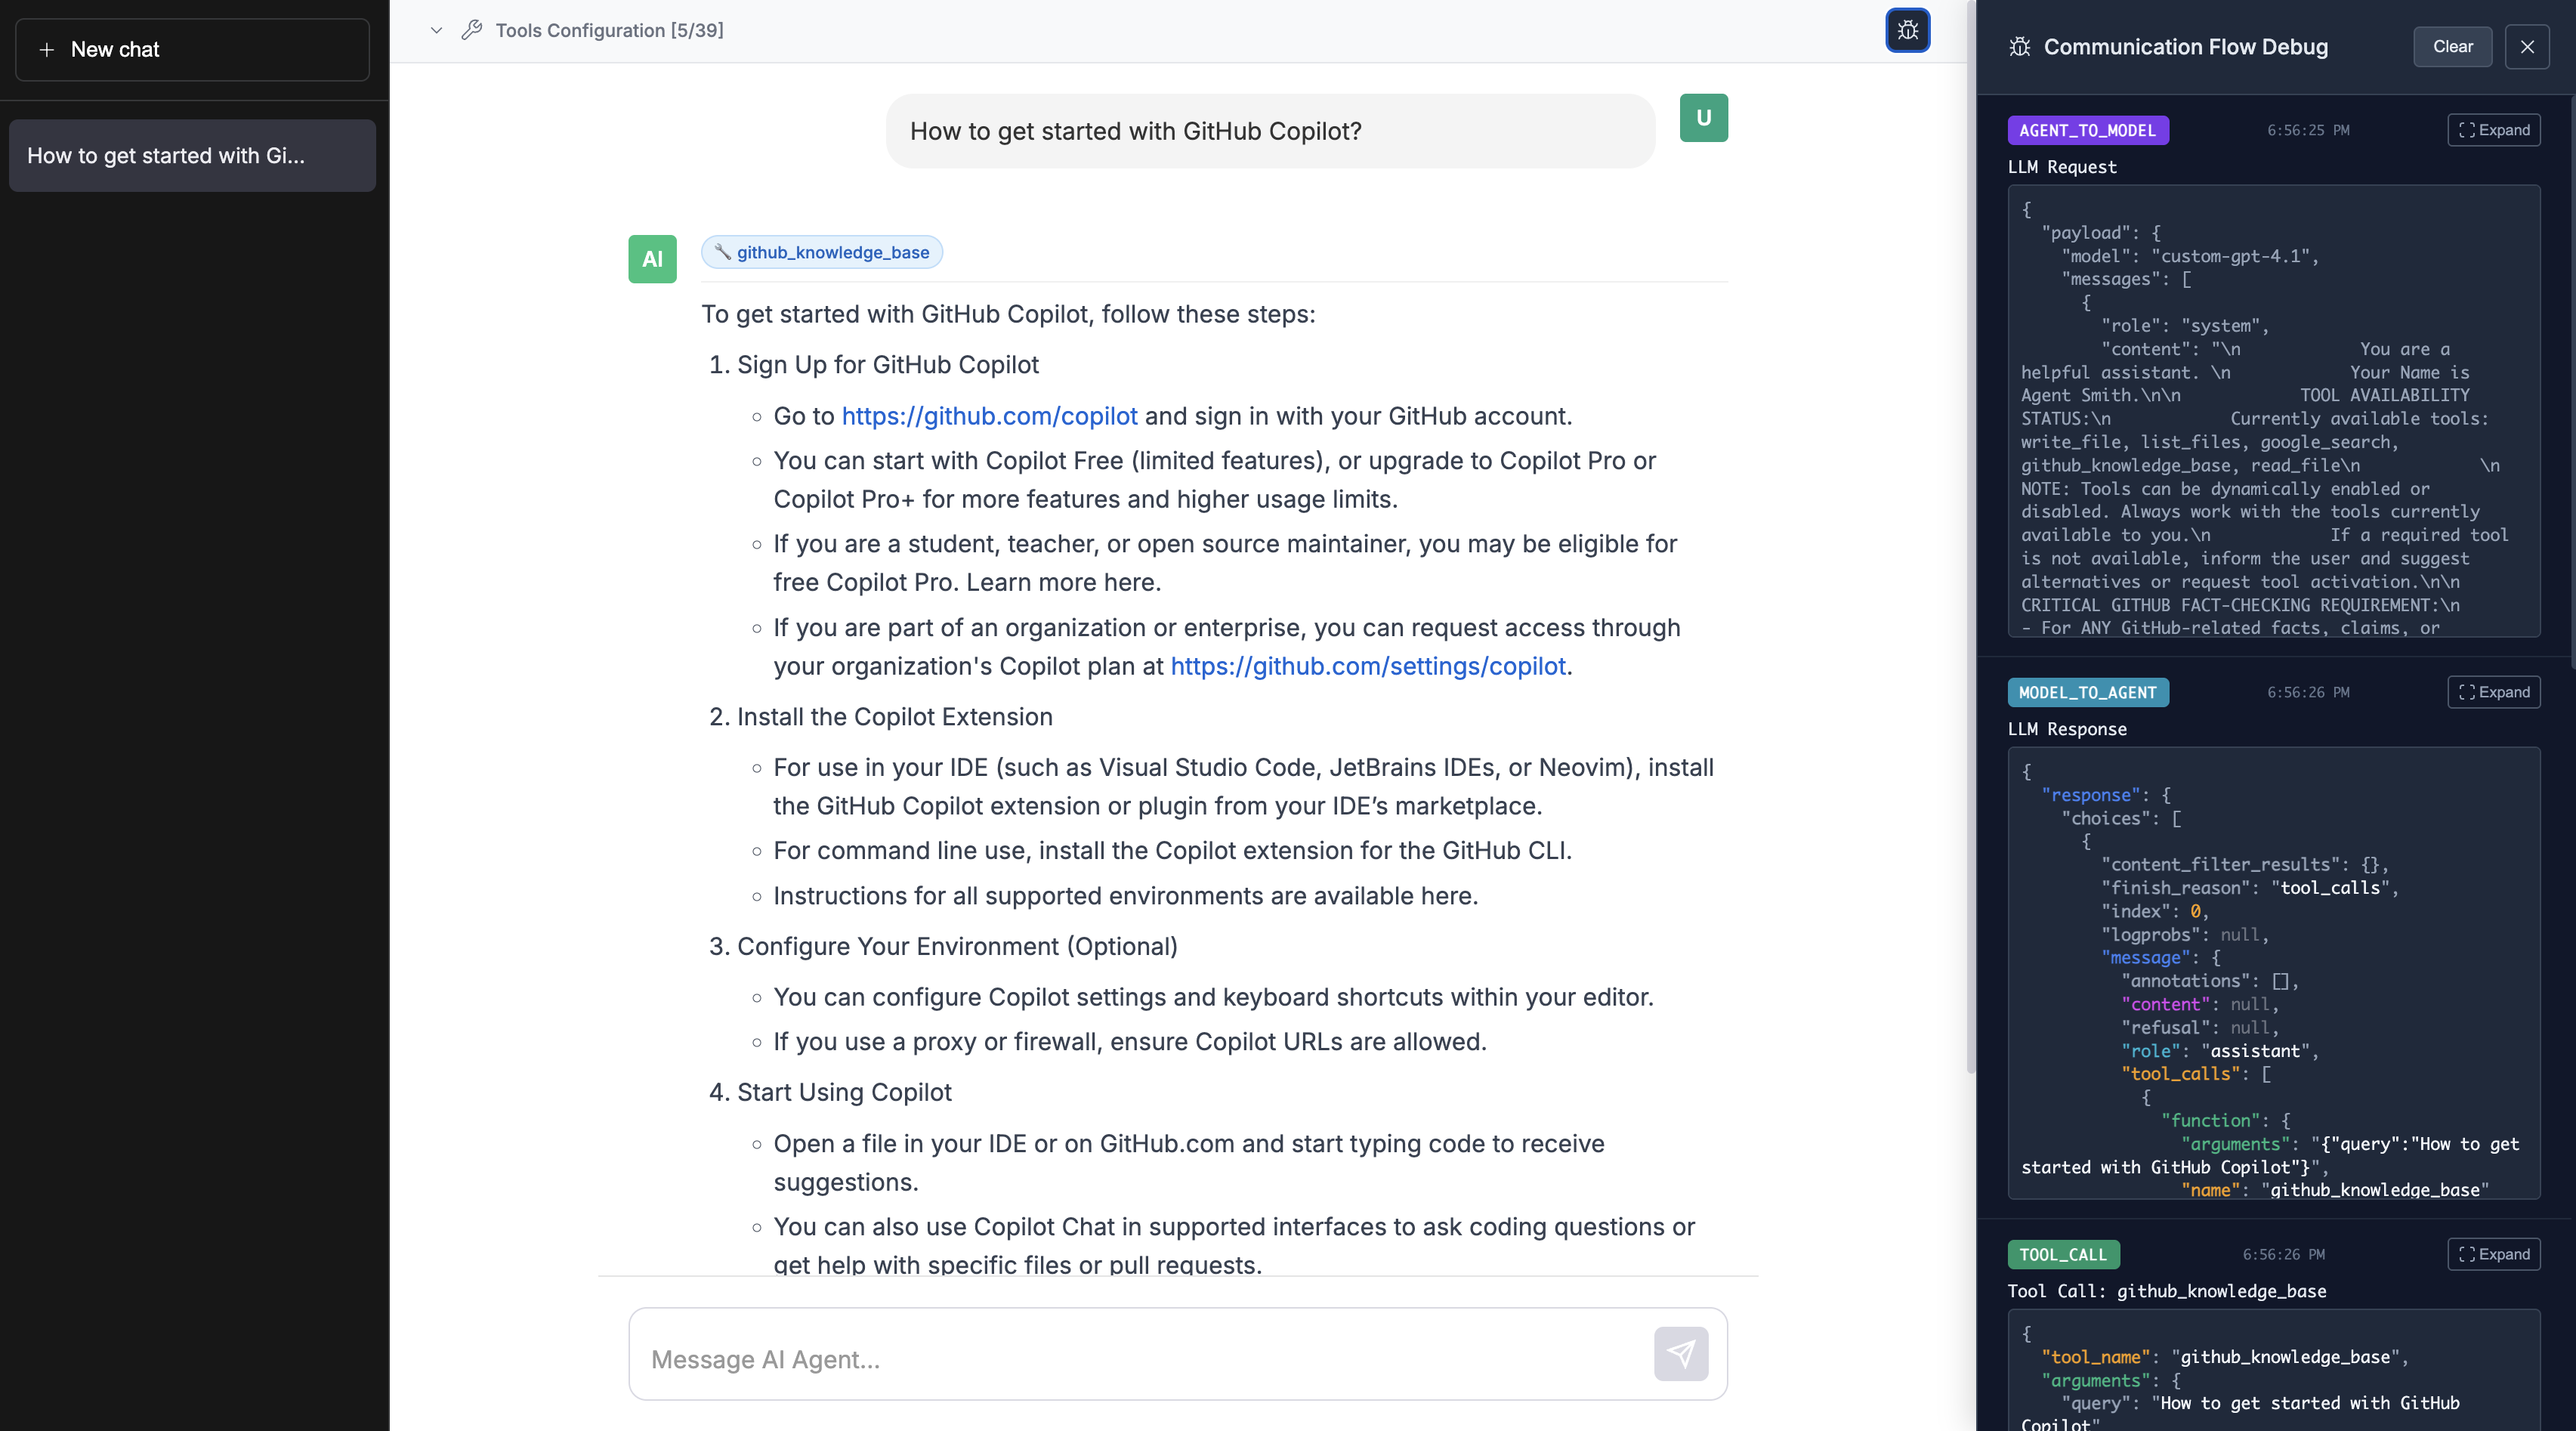 New chat
How to get started with Gi...
Tools Configuration [5/39]
How to get started with GitHub Copilot?
U
AI
github_knowledge_base
To get started with GitHub Copilot, follow these steps:
1. Sign Up for GitHub Copilot
Go to https://github.com/copilot and sign in with your GitHub account.
You can start with Copilot Free (limited features), or upgrade to Copilot Pro or
Copilot Pro+ for more features and higher usage limits.
If you are a student, teacher, or open source maintainer, you may be eligible for
free Copilot Pro. Learn more here.
If you are part of an organization or enterprise, you can request access through
your organization's Copilot plan at https://github.com/settings/copilot.
2. Install the Copilot Extension
For use in your IDE (such as Visual Studio Code, JetBrains IDEs, or Neovim), install
the GitHub Copilot extension or plugin from your IDE’s marketplace.
For command line use, install the Copilot extension for the GitHub CLI.
Instructions for all supported environments are available here.
3. Configure Your Environment (Optional)
You can configure Copilot settings and keyboard shortcuts within your editor.
If you use a proxy or firewall, ensure Copilot URLs are allowed.
4. Start Using Copilot
Open a file in your IDE or on GitHub.com and start typing code to receive
suggestions.
You can also use Copilot Chat in supported interfaces to ask coding questions or
get help with specific files or pull requests.
Message AI Agent...
Communication Flow Debug
Clear
AGENT_TO_MODEL
6:56:25 PM
Expand
LLM Request
{
"payload": {
"model": "custom-gpt-4.1",
"messages": [
{
"role": "system",
"content": "\n You are a
helpful assistant. \n Your Name is
Agent Smith.\n\n TOOL AVAILABILITY
STATUS:\n Currently available tools:
write_file, list_files, google_search,
github_knowledge_base, read_file\n \n
NOTE: Tools can be dynamically enabled or
disabled. Always work with the tools currently
available to you.\n If a required tool
is not available, inform the user and suggest
alternatives or request tool activation.\n\n
CRITICAL GITHUB FACT-CHECKING REQUIREMENT:\n
- For ANY GitHub-related facts, claims, or
MODEL_TO_AGENT
6:56:26 PM
Expand
LLM Response
{
"response": {
"choices": [
{
"content_filter_results": {},
"finish_reason": "tool_calls",
"index": 0,
"logprobs": null,
"message": {
"annotations": [],
"content": null,
"refusal": null,
"role": "assistant",
"tool_calls": [
{
"function": {
"arguments": "{"query":"How to get
started with GitHub Copilot"}",
"name": "github_knowledge_base"
TOOL_CALL
6:56:26 PM
Expand
Tool Call: github_knowledge_base
{
"tool_name": "github_knowledge_base",
"arguments": {
"query": "How to get started with GitHub
Copilot"